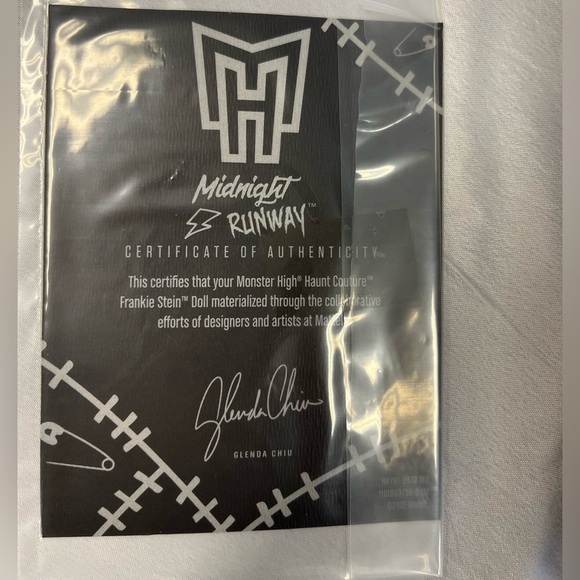 MH
Midnight
RUNWAY™
CERTIFICATE OF AUTHENTICITY
This certifies that your Monster High® Haunt Couture™
Frankie Stein™ Doll materialized through the collaborative
efforts of designers and artists at Mattel.
Glenda Chiu
GLENDA CHIU